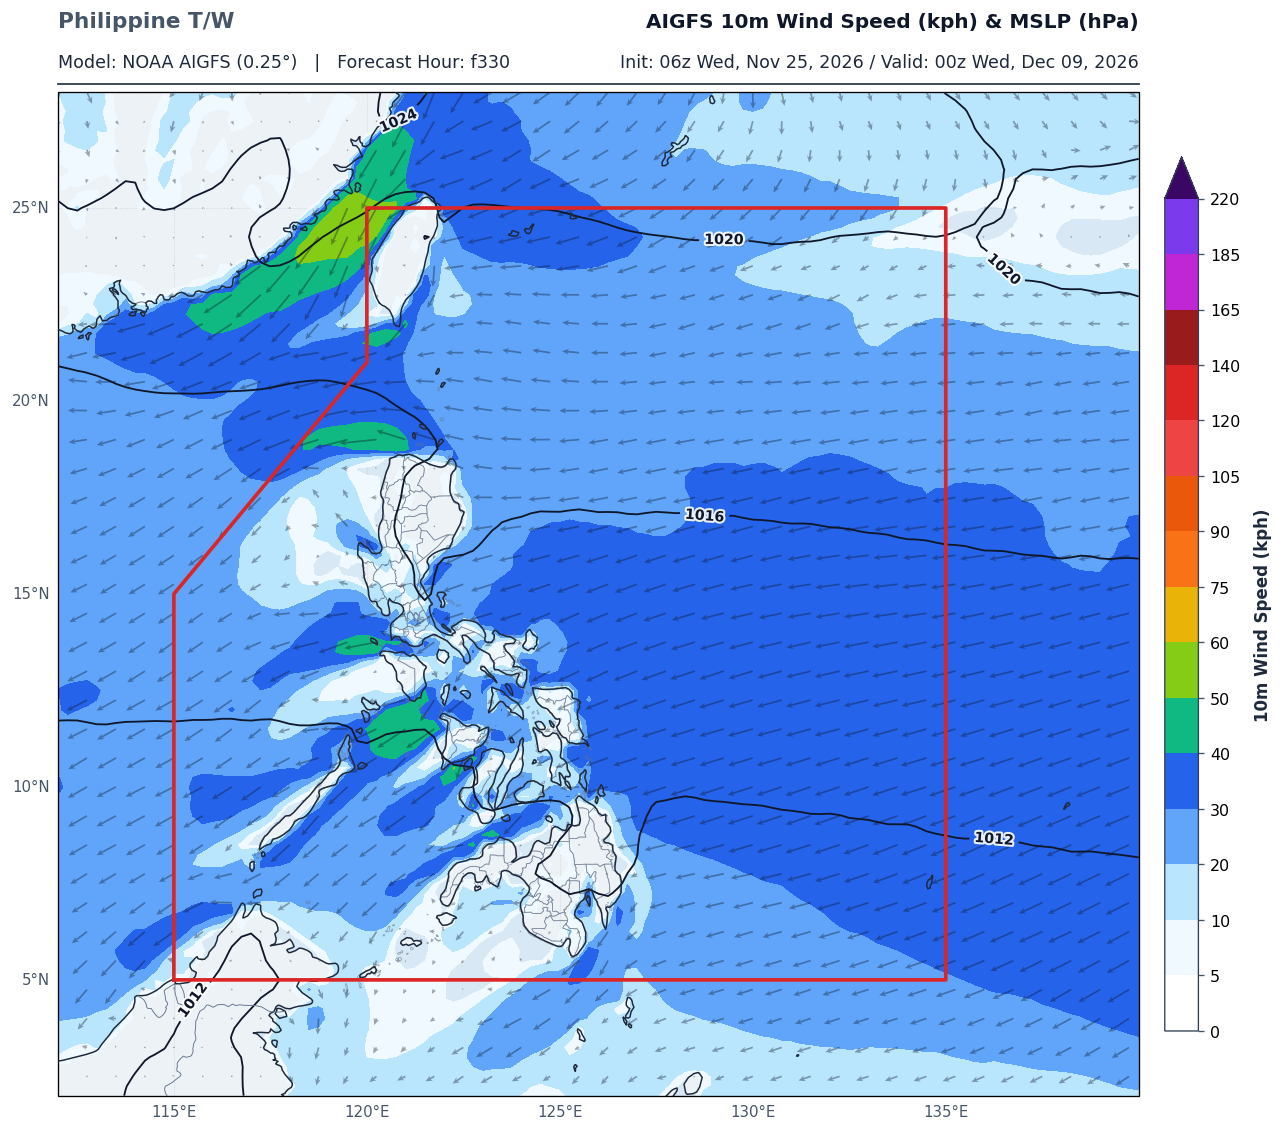 Philippine T/W
AIGFS 10m Wind Speed (kph) & MSLP (hPa)
Model: NOAA AIGFS (0.25°) | Forecast Hour: f330
Init: 06z Wed, Nov 25, 2026 / Valid: 00z Wed, Dec 09, 2026
1024
1020
1020
1016
1012
1012
25°N
20°N
15°N
10°N
5°N
115°E
120°E
125°E
130°E
135°E
220
185
165
140
120
105
90
75
60
50
40
30
20
10
5
0
10m Wind Speed (kph)